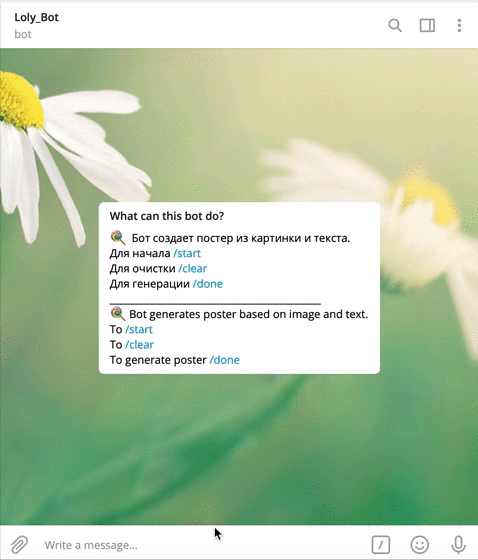 Loly_Bot
bot
What can this bot do?
🍭 Бот создает постер из картинки и текста.
Для начала /start
Для очистки /clear
Для генерации /done
________________________________________
🍭 Bot generates poster based on image and text.
To /start
To /clear
To generate poster /done
Write a message...